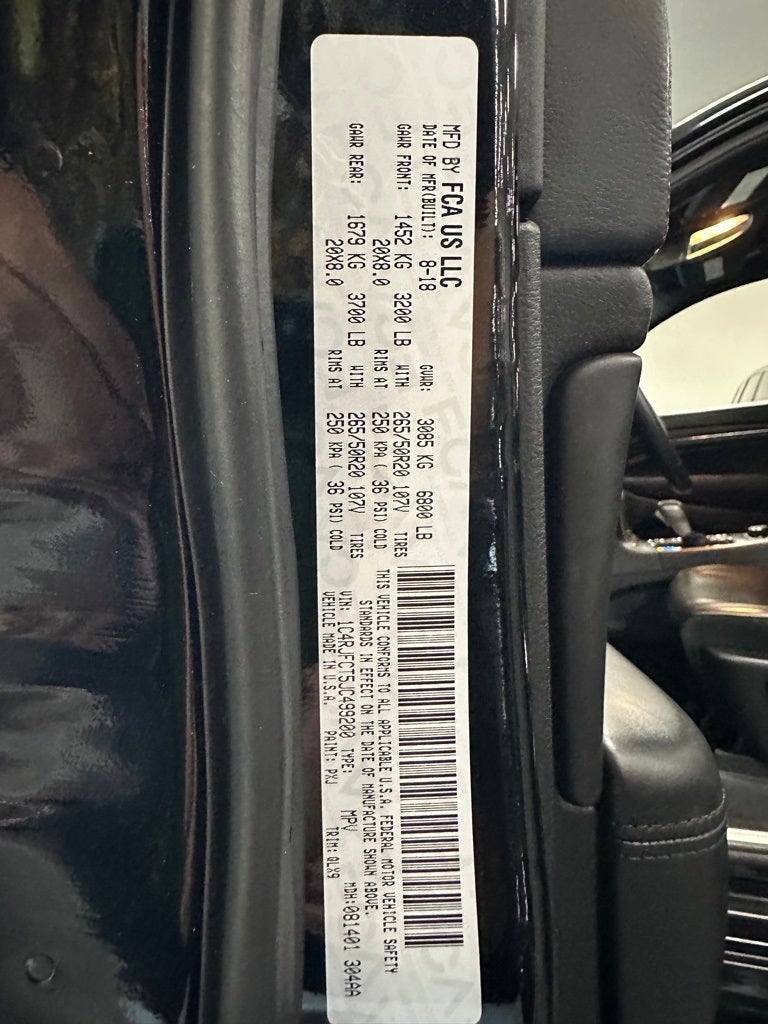 MFD BY FCA US LLC
DATE OF MFR(BUILT): 8-18 GVWR: 3085 KG 6800 LB
GAWR FRONT: 1452 KG 3200 LB WITH 265/50R20 107V TIRES
20X8.0 RIMS AT 250 KPA ( 36 PSI) COLD
GAWR REAR: 1679 KG 3700 LB WITH 265/50R20 107V TIRES
20X8.0 RIMS AT 250 KPA ( 36 PSI) COLD
THIS VEHICLE CONFORMS TO ALL APPLICABLE U.S.A. FEDERAL MOTOR VEHICLE SAFETY
STANDARDS IN EFFECT ON THE DATE OF MANUFACTURE SHOWN ABOVE.
VIN: 1C4RJFCT5JC499200 TYPE: MPV MDH:081401 304AA
VEHICLE MADE IN U.S.A. PAINT: PXJ TRIM: QLX9